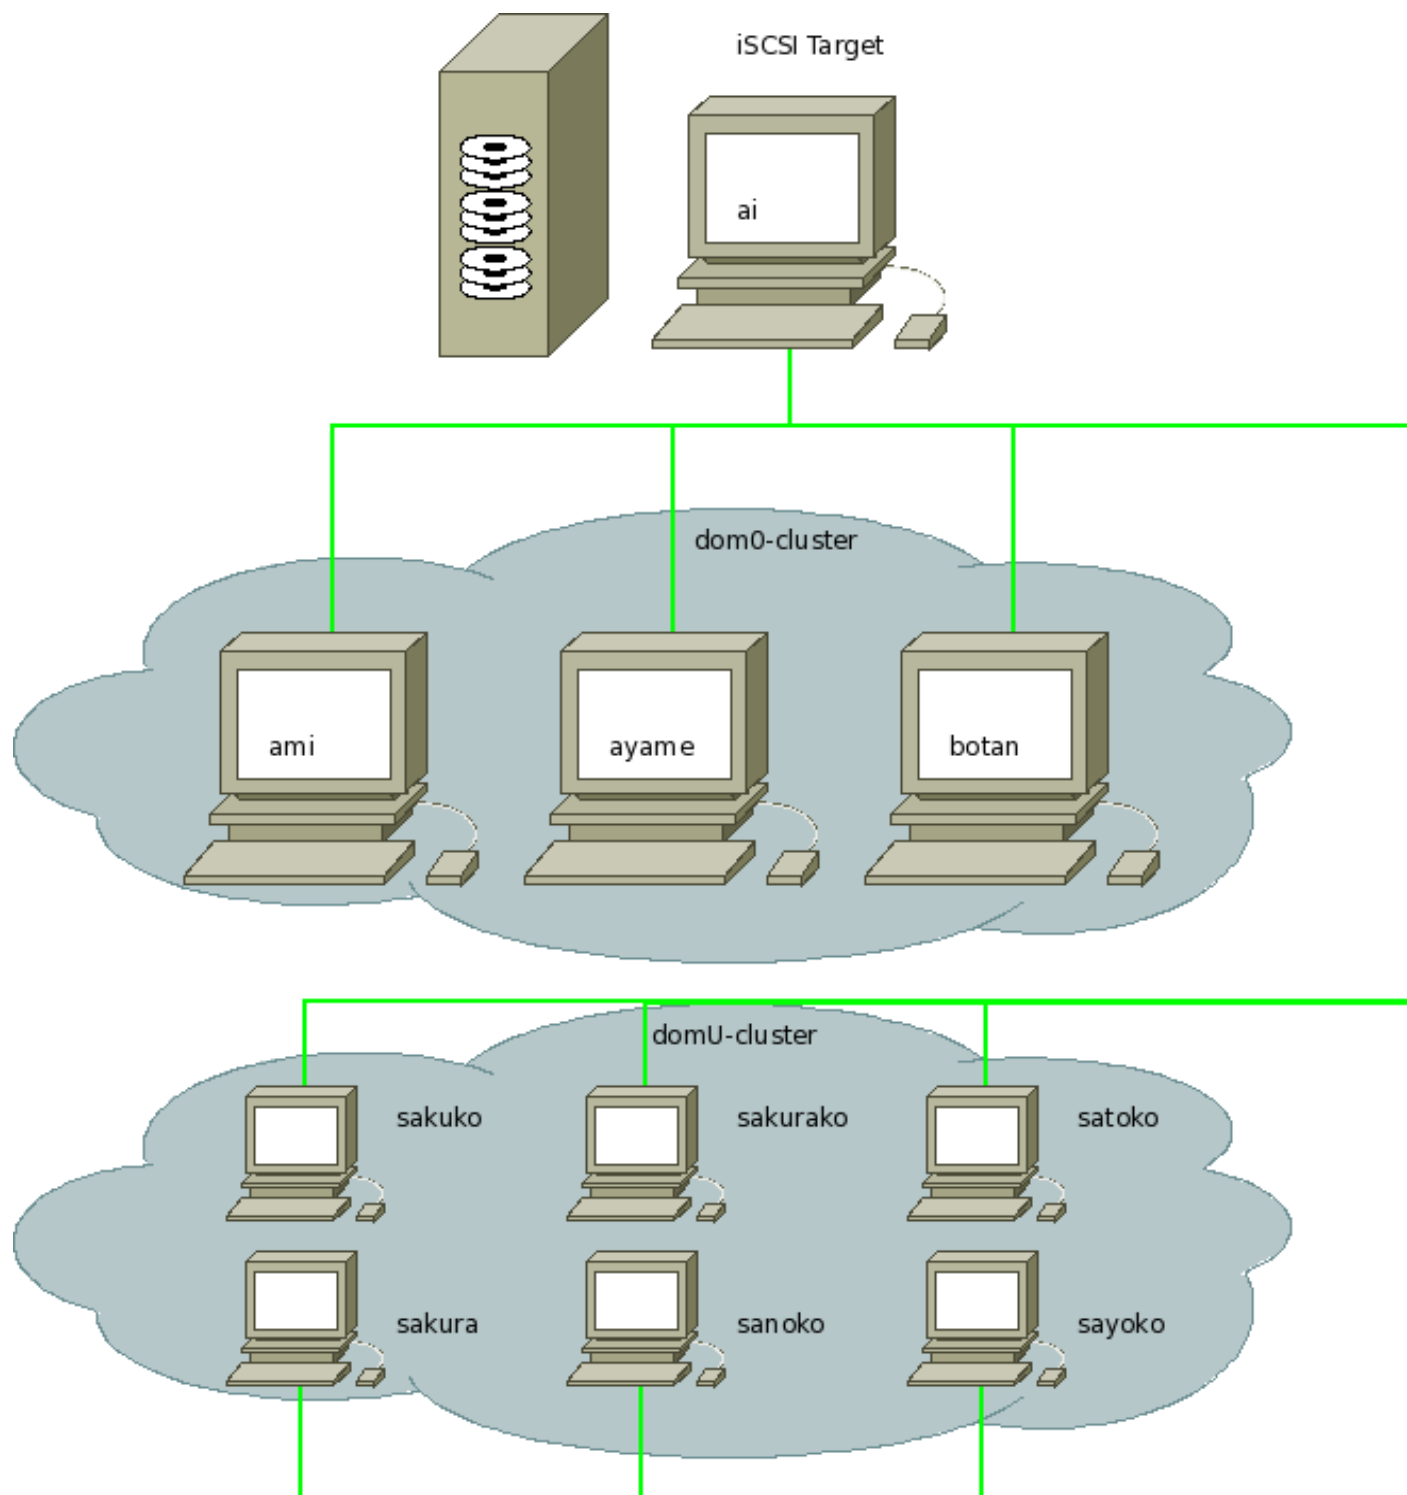 iSCSI Target
ai
dom0-cluster
ami
ayame
botan
domU-cluster
sakuko
sakurako
satoko
sakura
sanoko
sayoko